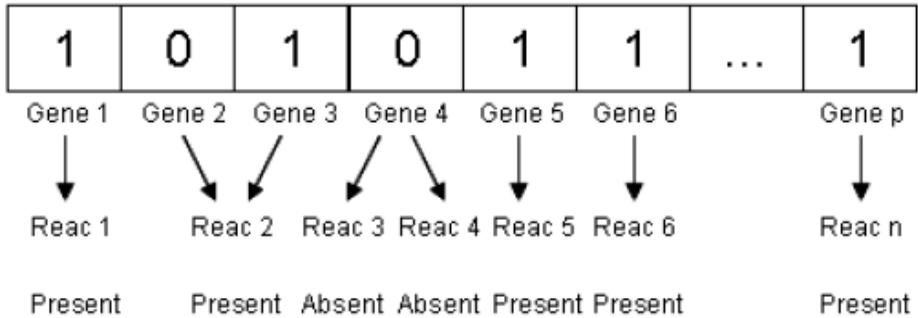 1 0 1 0 1 1 ... 1
Gene 1 Gene 2 Gene 3 Gene 4 Gene 5 Gene 6 Gene p
Reac 1 Reac 2 Reac 3 Reac 4 Reac 5 Reac 6 Reac n
Present Present Absent Absent Present Present Present